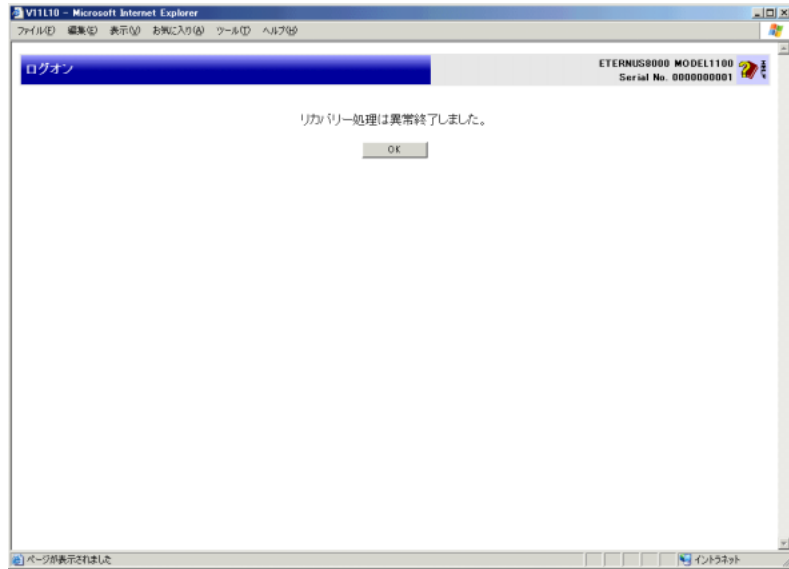 V11L10 - Microsoft Internet Explorer
ファイル(F) 編集(E) 表示(V) お気に入り(A) ツール(T) ヘルプ(H)
ログオン
ETERNUS8000 MODEL1100
Serial No. 0000000001
リカバリー処理は異常終了しました。
OK
ページが表示されました
イントラネット